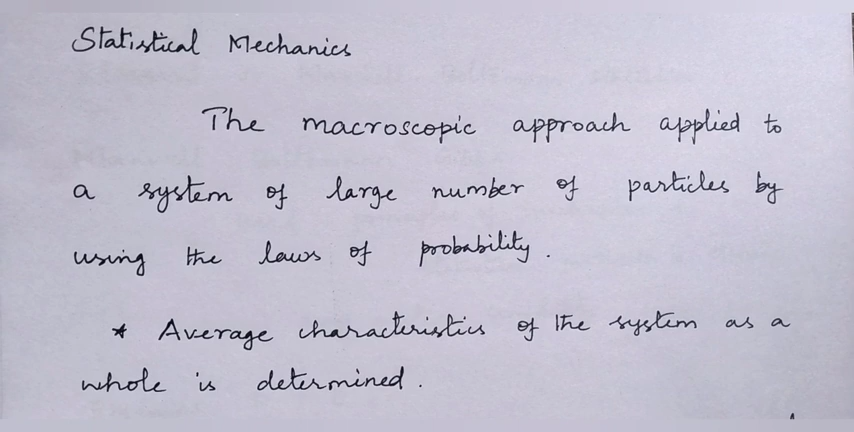 Statistical Mechanics
The macroscopic approach applied to
a system of large number of particles by
using the laws of probability.
* Average characteristics of the system as a
whole is determined.